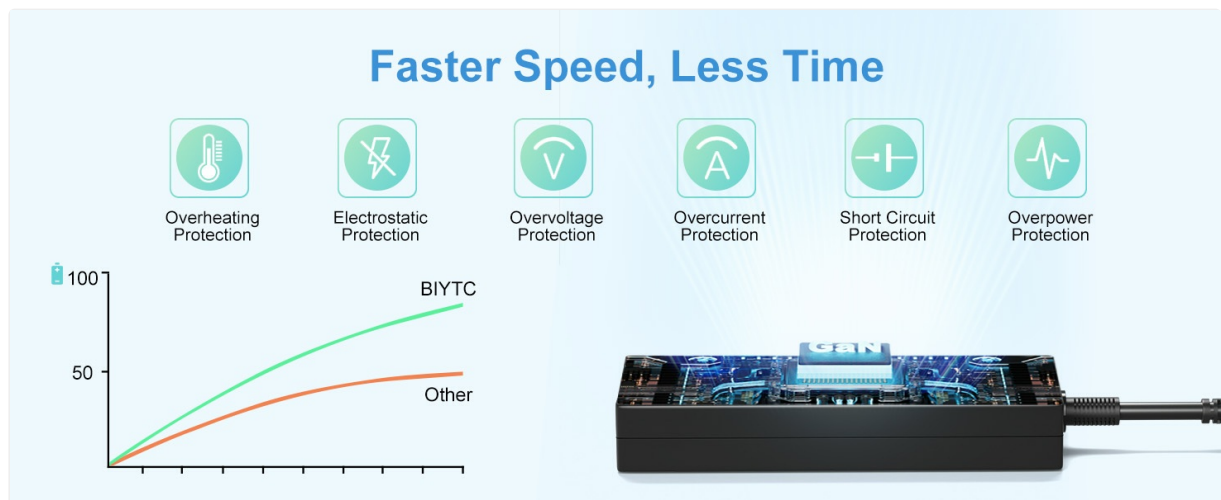 Faster Speed, Less Time
Overheating
Protection
Electrostatic
Protection
Overvoltage
Protection
Overcurrent
Protection
Short Circuit
Protection
Overpower
Protection
V
A
100
50
BIYTC
Other
GaN